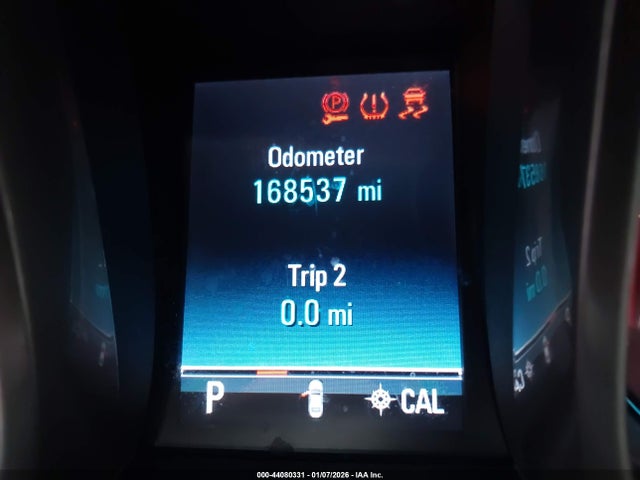 Odometer
168537 mi
Trip 2
0.0 mi
P
CAL
000-44080331 - 01/07/2026 - IAA Inc.